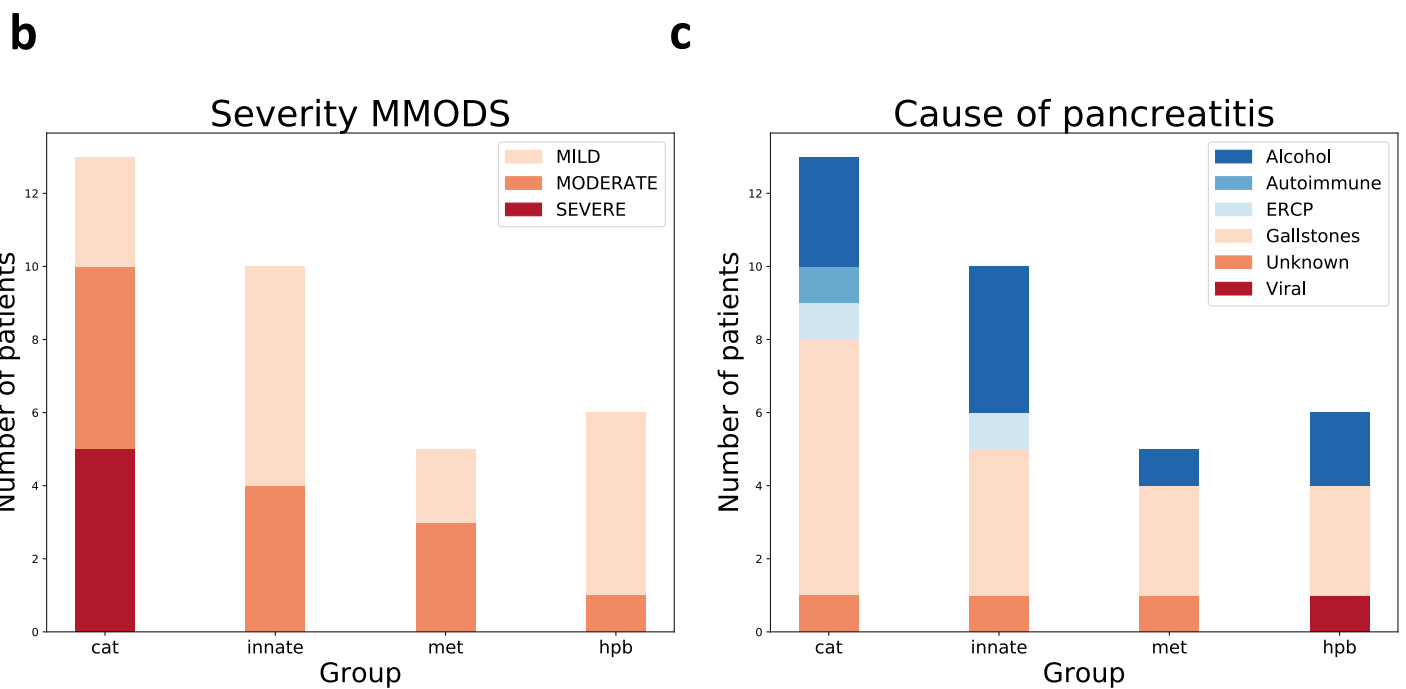 b
Severity MMODS
MILD
MODERATE
SEVERE
12
10
8
6
4
2
0
Number of patients
cat innate met hpb
Group
c
Cause of pancreatitis
Alcohol
Autoimmune
ERCP
Gallstones
Unknown
Viral
12
10
8
6
4
2
0
Number of patients
cat innate met hpb
Group